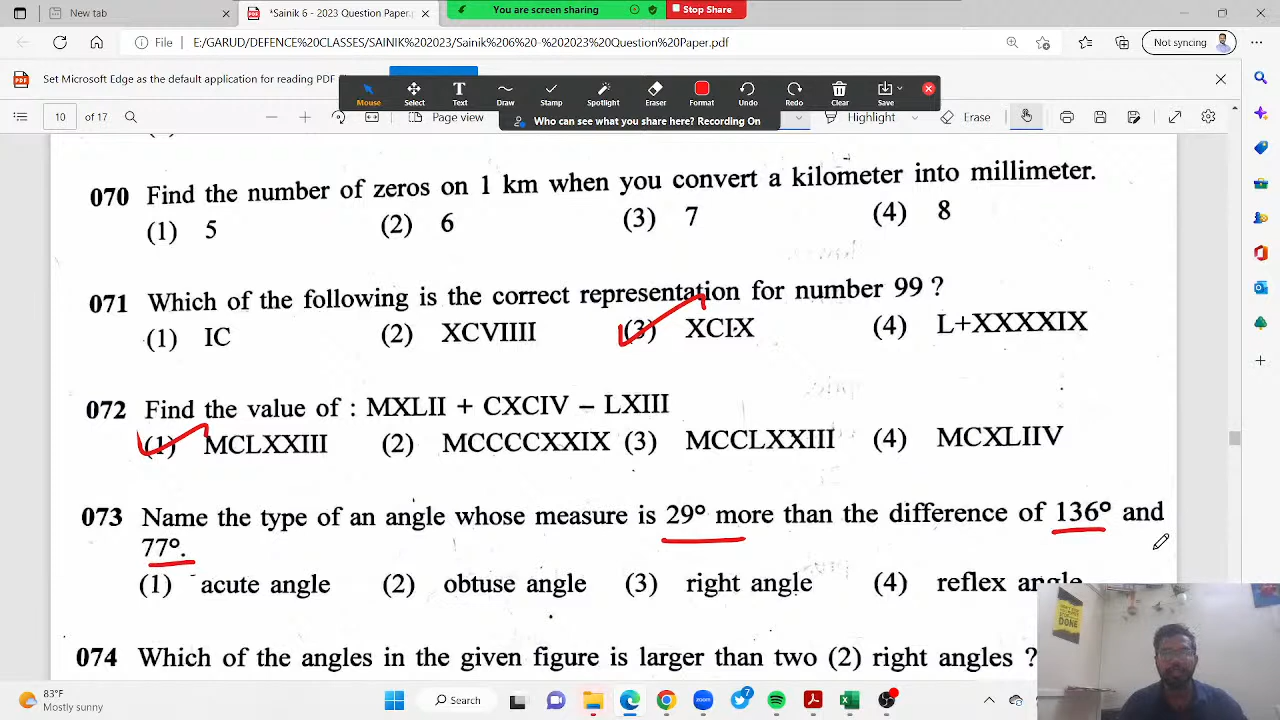 New tab
*Sainik 6 - 2023 Question Paper.p
You are screen sharing
Stop Share
File E:/GARUD/DEFENCE%20CLASSES/SAINIK%202023/Sainik%206%20-%202023%20Question%20Paper.pdf
Not syncing
Set Microsoft Edge as the default application for reading PDF
Mouse Select Text Draw Stamp Spotlight Eraser Format Undo Redo Clear Save
10 of 17
Page view
Who can see what you share here? Recording On
Highlight
Erase
070 Find the number of zeros on 1 km when you convert a kilometer into millimeter.
(1) 5 (2) 6 (3) 7 (4) 8
071 Which of the following is the correct representation for number 99 ?
(1) IC (2) XCVIIII (3) XCIX (4) L+XXXXIX
072 Find the value of : MXLII + CXCIV – LXIII
(1) MCLXXIII (2) MCCCCXXIX (3) MCCLXXIII (4) MCXLIIV
073 Name the type of an angle whose measure is 29° more than the difference of 136° and
77°.
(1) acute angle (2) obtuse angle (3) right angle (4) reflex angle
DONE
074 Which of the angles in the given figure is larger than two (2) right angles ?
83°F
Mostly sunny
Search
zoom
7